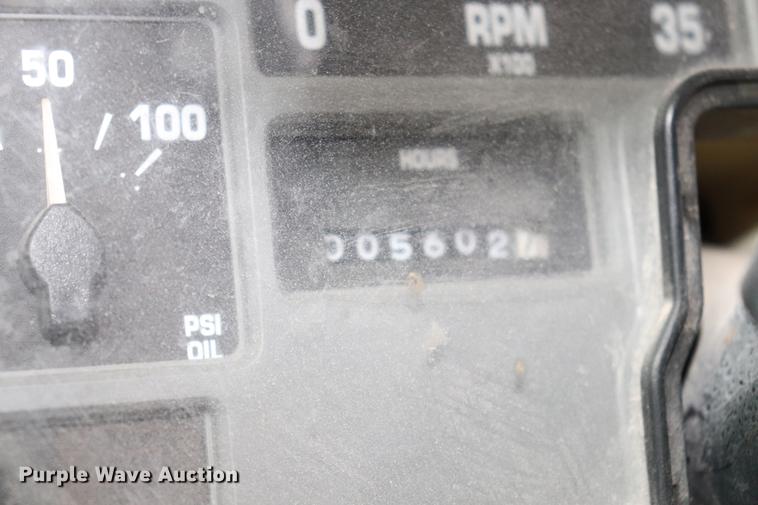 0 RPM 35
X100
50
100
HOURS
005602
PSI
OIL
Purple Wave Auction